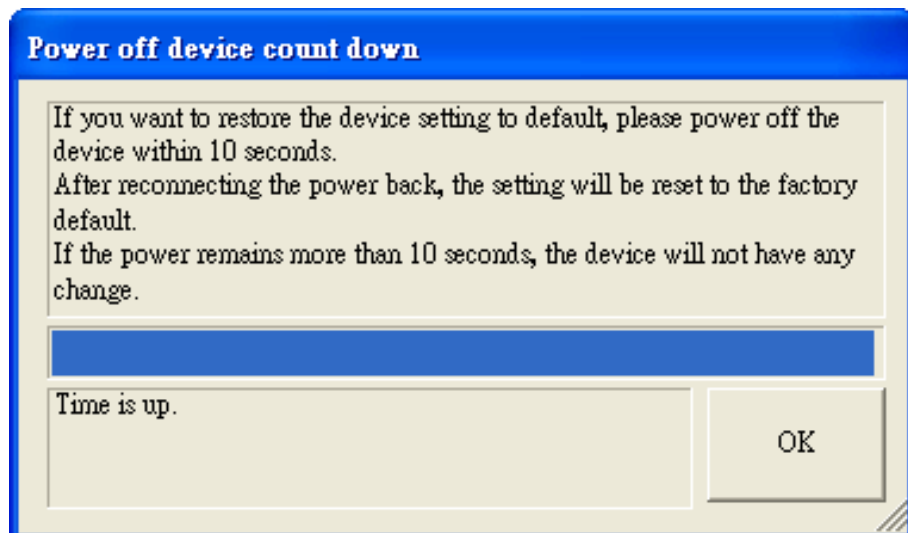 Power off device count down
If you want to restore the device setting to default, please power off the
device within 10 seconds.
After reconnecting the power back, the setting will be reset to the factory
default.
If the power remains more than 10 seconds, the device will not have any
change.
Time is up.
OK